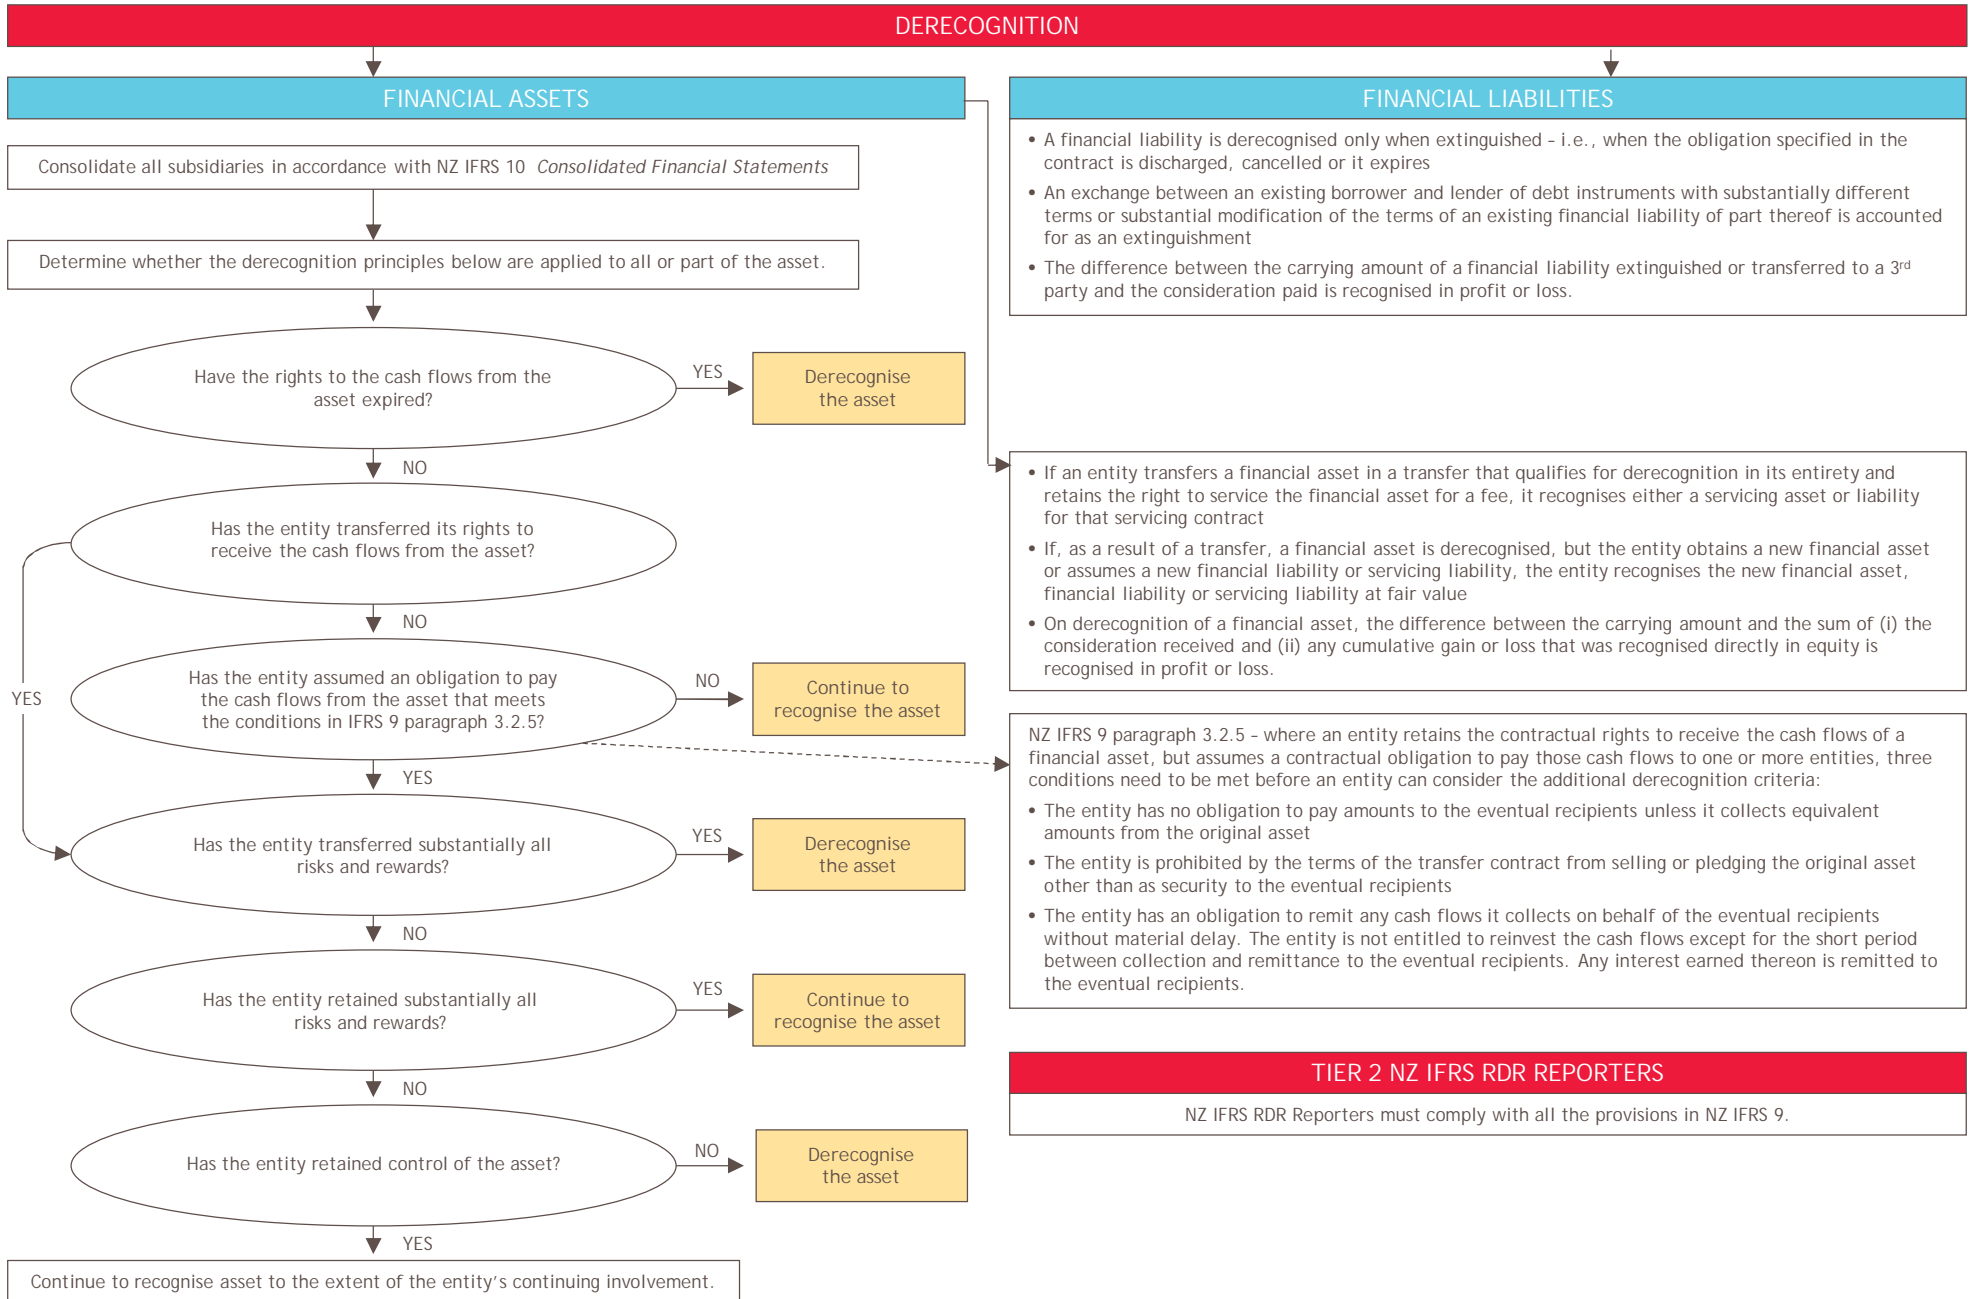 DERECOGNITION
FINANCIAL ASSETS
Consolidate all subsidiaries in accordance with NZ IFRS 10 Consolidated Financial Statements
Determine whether the derecognition principles below are applied to all or part of the asset.
Have the rights to the cash flows from the
asset expired?
YES
Derecognise
the asset
NO
Has the entity transferred its rights to
receive the cash flows from the asset?
NO
YES
Has the entity assumed an obligation to pay
the cash flows from the asset that meets
the conditions in IFRS 9 paragraph 3.2.5?
NO
Continue to
recognise the asset
YES
Has the entity transferred substantially all
risks and rewards?
YES
Derecognise
the asset
NO
Has the entity retained substantially all
risks and rewards?
YES
Continue to
recognise the asset
NO
Has the entity retained control of the asset?
NO
Derecognise
the asset
YES
Continue to recognise asset to the extent of the entity's continuing involvement.
FINANCIAL LIABILITIES
• A financial liability is derecognised only when extinguished – i.e., when the obligation specified in the
contract is discharged, cancelled or it expires
• An exchange between an existing borrower and lender of debt instruments with substantially different
terms or substantial modification of the terms of an existing financial liability of part thereof is accounted
for as an extinguishment
• The difference between the carrying amount of a financial liability extinguished or transferred to a 3rd
party and the consideration paid is recognised in profit or loss.
• If an entity transfers a financial asset in a transfer that qualifies for derecognition in its entirety and
retains the right to service the financial asset for a fee, it recognises either a servicing asset or liability
for that servicing contract
• If, as a result of a transfer, a financial asset is derecognised, but the entity obtains a new financial asset
or assumes a new financial liability or servicing liability, the entity recognises the new financial asset,
financial liability or servicing liability at fair value
• On derecognition of a financial asset, the difference between the carrying amount and the sum of (i) the
consideration received and (ii) any cumulative gain or loss that was recognised directly in equity is
recognised in profit or loss.
NZ IFRS 9 paragraph 3.2.5 – where an entity retains the contractual rights to receive the cash flows of a
financial asset, but assumes a contractual obligation to pay those cash flows to one or more entities, three
conditions need to be met before an entity can consider the additional derecognition criteria:
• The entity has no obligation to pay amounts to the eventual recipients unless it collects equivalent
amounts from the original asset
• The entity is prohibited by the terms of the transfer contract from selling or pledging the original asset
other than as security to the eventual recipients
• The entity has an obligation to remit any cash flows it collects on behalf of the eventual recipients
without material delay. The entity is not entitled to reinvest the cash flows except for the short period
between collection and remittance to the eventual recipients. Any interest earned thereon is remitted to
the eventual recipients.
TIER 2 NZ IFRS RDR REPORTERS
NZ IFRS RDR Reporters must comply with all the provisions in NZ IFRS 9.